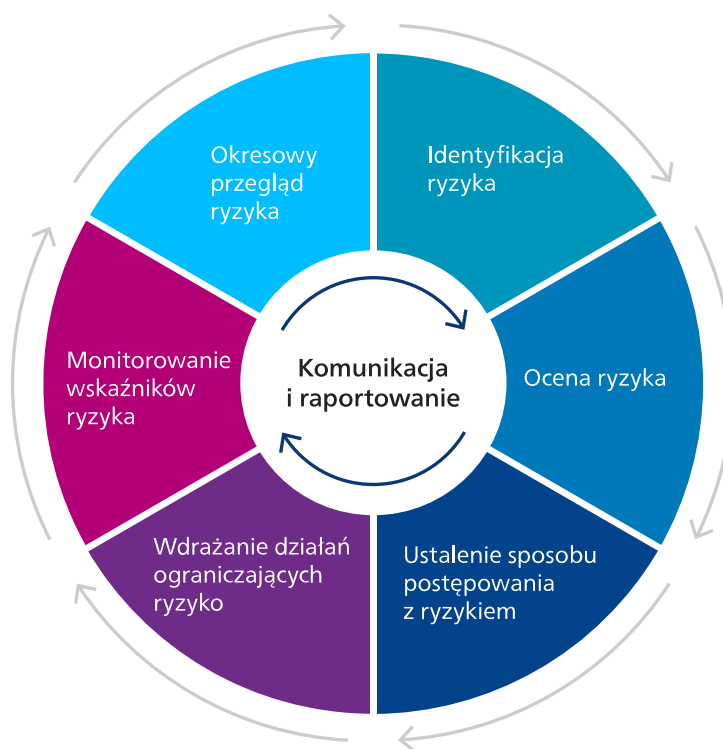 Okresowy
przegląd
ryzyka
Identyfikacja
ryzyka
Monitorowanie
wskaźników
ryzyka
Komunikacja
i raportowanie
Ocena ryzyka
Wdrażanie działań
ograniczających
ryzyko
Ustalenie sposobu
postępowania
z ryzykiem